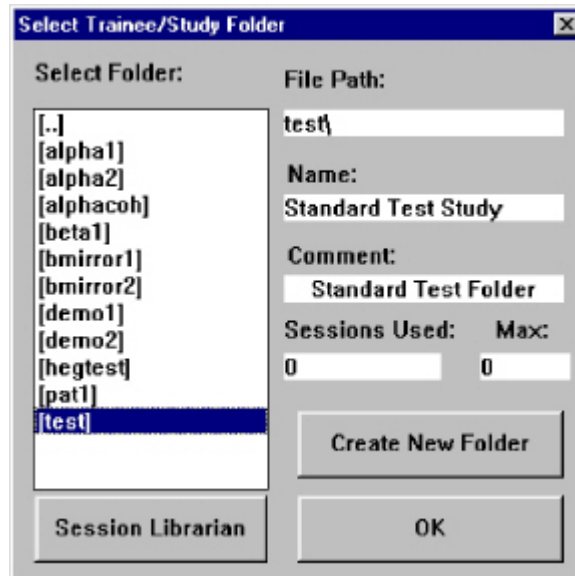 Select Trainee/Study Folder
Select Folder:
[..]
[alpha1]
[alpha2]
[alphacoh]
[beta1]
[bmirror1]
[bmirror2]
[demo1]
[demo2]
[hegtest]
[pat1]
[test]
Session Librarian
File Path:
test\
Name:
Standard Test Study
Comment:
Standard Test Folder
Sessions Used: Max:
0 0
Create New Folder
OK